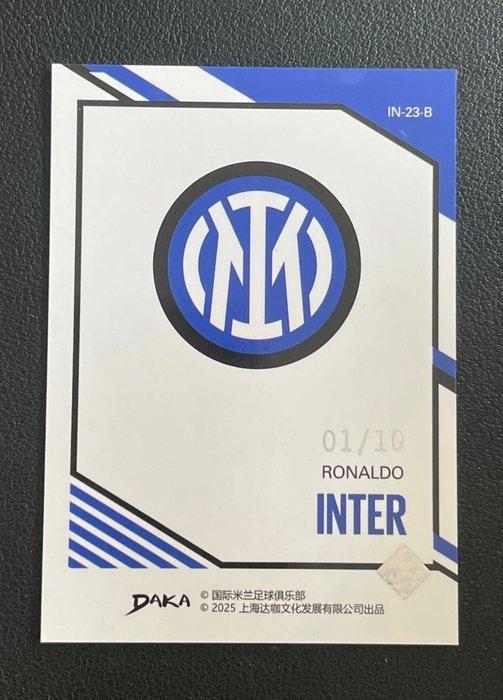 IN-23-B
IM
01/10
RONALDO
INTER
DAKA
© 国际米兰足球俱乐部
© 2025 上海达咖文化发展有限公司出品